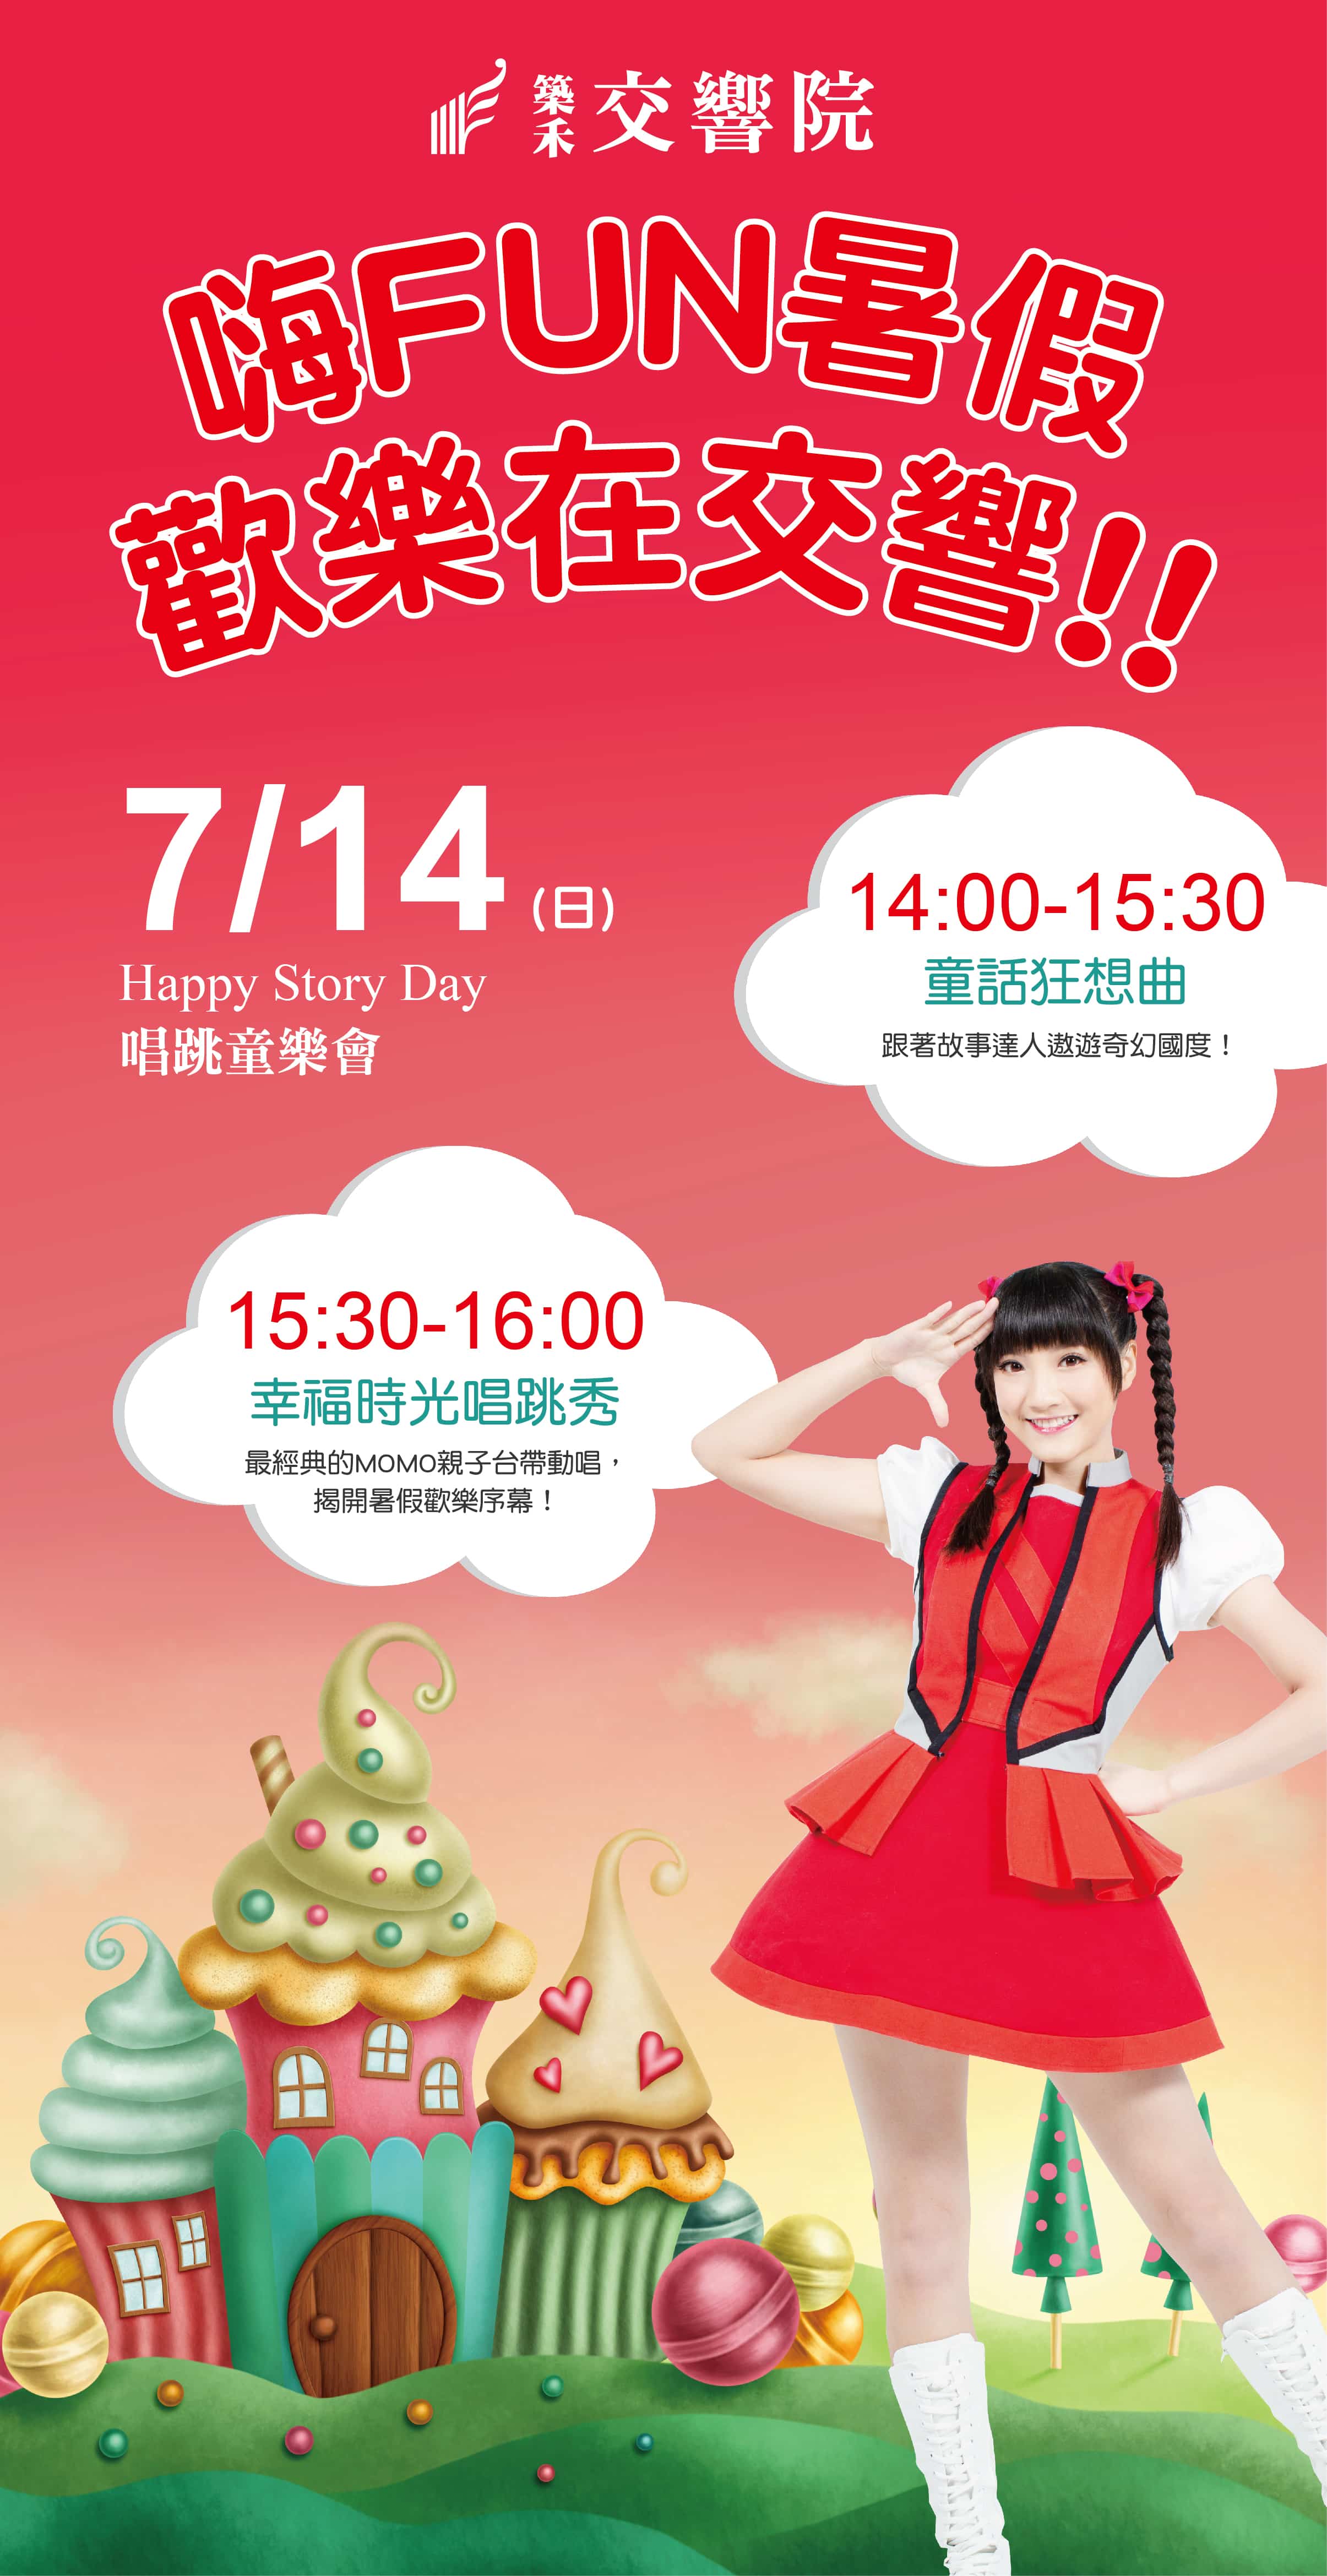 築禾交響院
嗨FUN暑假
歡樂在交響!!
7/14(日)
Happy Story Day
唱跳童樂會
14:00-15:30
童話狂想曲
跟著故事達人遨遊奇幻國度！
15:30-16:00
幸福時光唱跳秀
最經典的MOMO親子台帶動唱，
揭開暑假歡樂序幕！